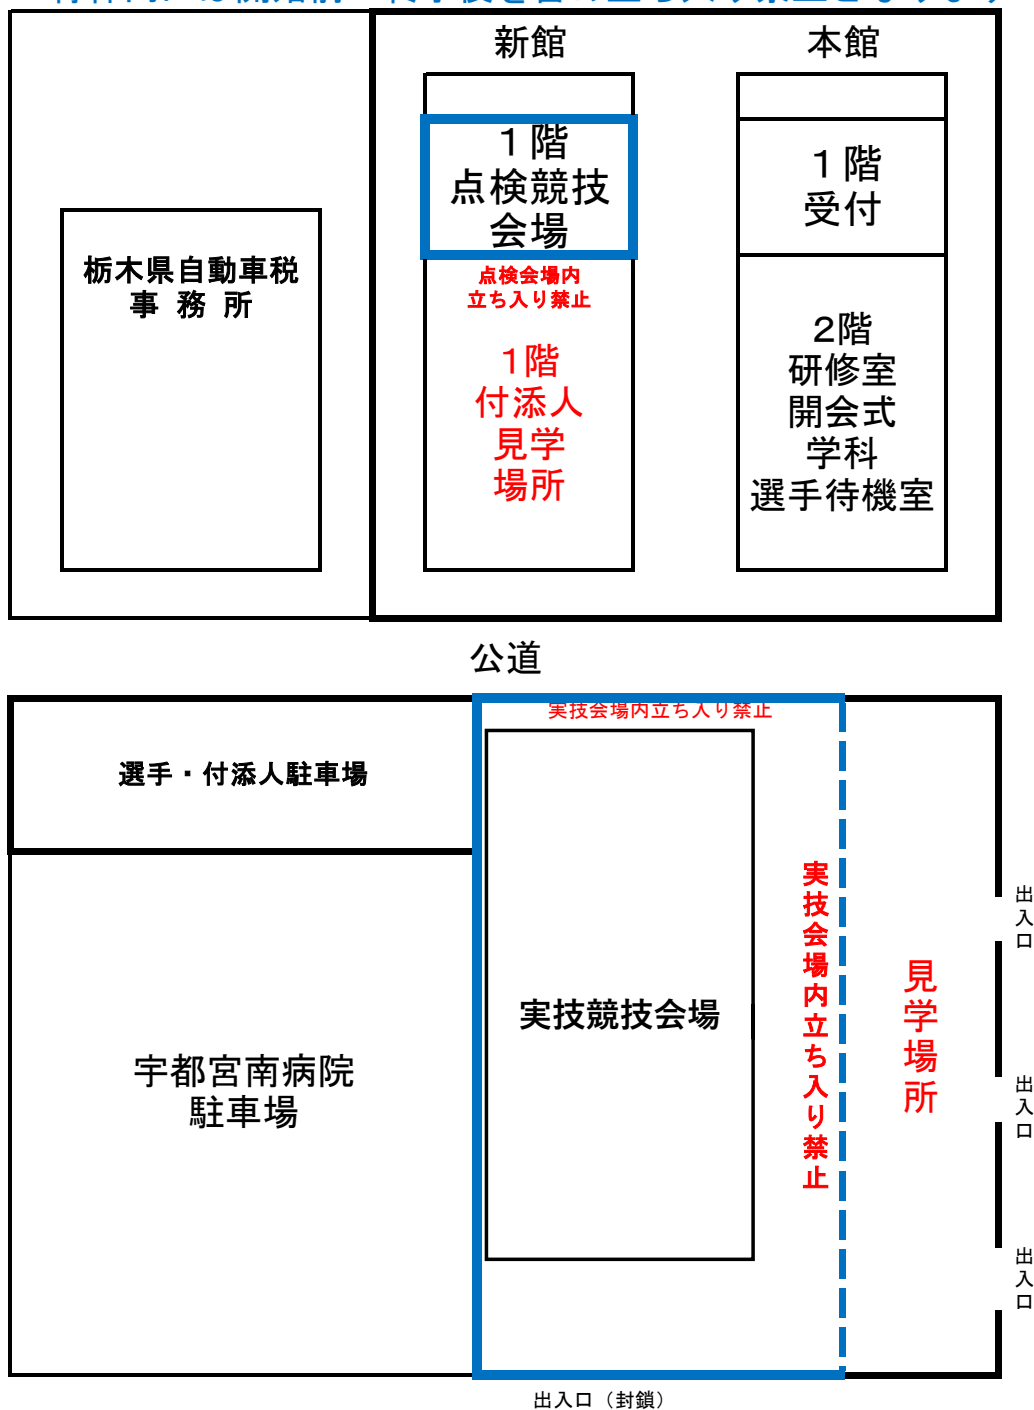 新館
本館
1階
点検競技
会場
1階
受付
栃木県自動車税
事 務 所
点検会場内
立ち入り禁止
1階
付添人
見学
場所
2階
研修室
開会式
学科
選手待機室
公道
実技会場内立ち入り禁止
選手・付添人駐車場
実技会場内立ち入り禁止
出入口
見学場所
実技競技会場
宇都宮南病院
駐車場
出入口
出入口
出入口（封鎖）